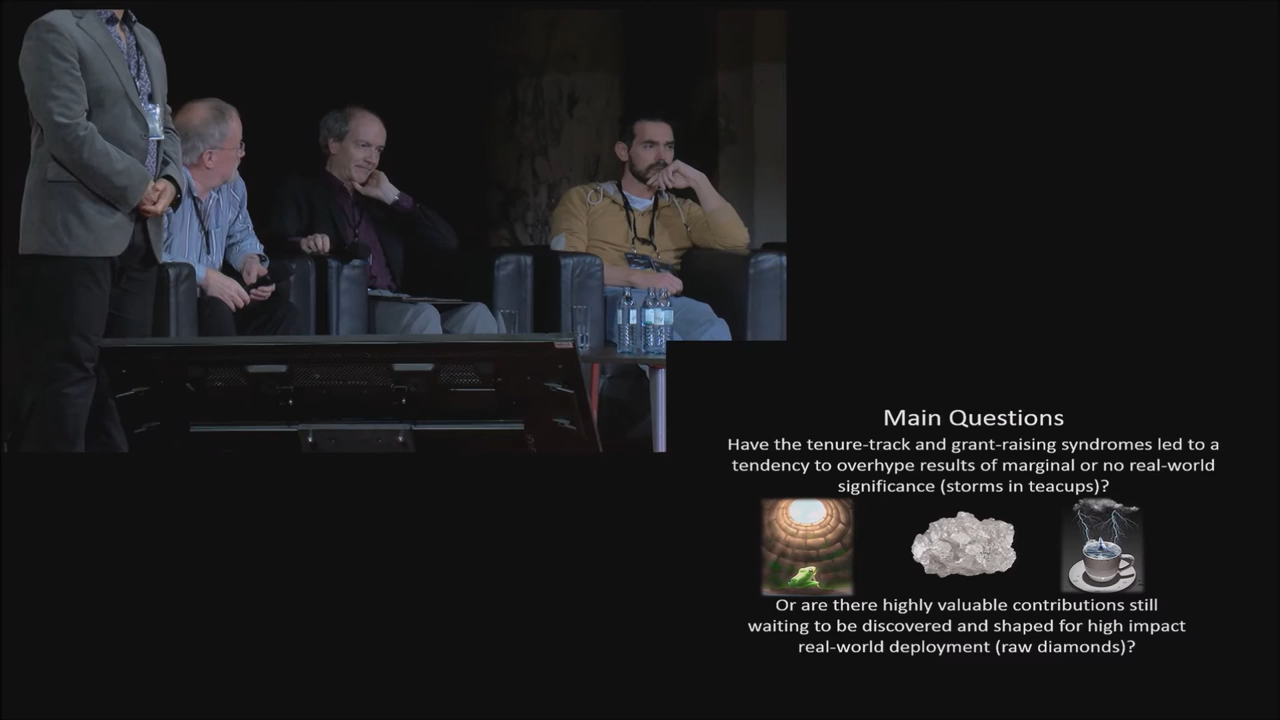 Main Questions
Have the tenure-track and grant-raising syndromes led to a
tendency to overhype results of marginal or no real-world
significance (storms in teacups)?
Or are there highly valuable contributions still
waiting to be discovered and shaped for high impact
real-world deployment (raw diamonds)?